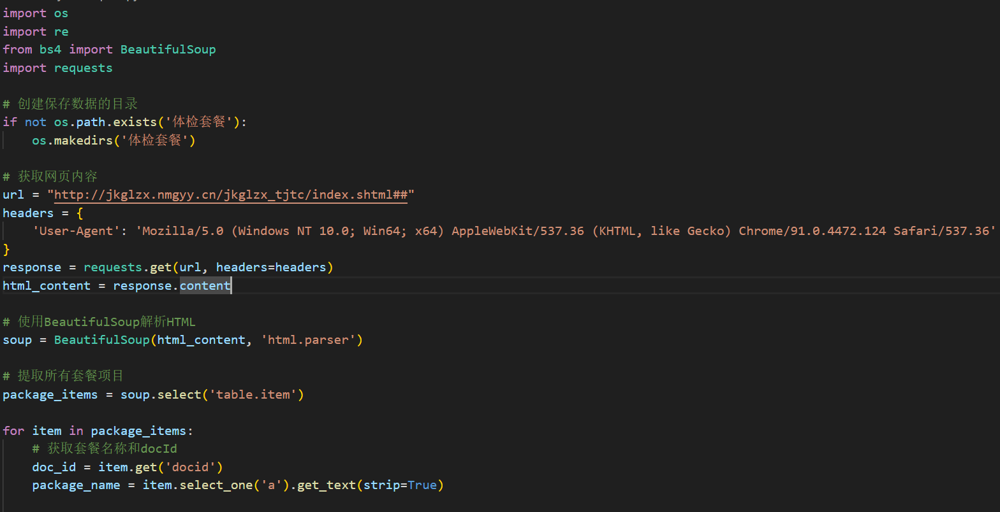 import os
import re
from bs4 import BeautifulSoup
import requests
# 创建保存数据的目录
if not os.path.exists('体检套餐'):
    os.makedirs('体检套餐')
# 获取网页内容
url = "http://jkglzx.nmgyy.cn/jkglzx_tjtc/index.shtml##"
headers = {
    'User-Agent': 'Mozilla/5.0 (Windows NT 10.0; Win64; x64) AppleWebKit/537.36 (KHTML, like Gecko) Chrome/91.0.4472.124 Safari/537.36'
}
response = requests.get(url, headers=headers)
html_content = response.content
# 使用BeautifulSoup解析HTML
soup = BeautifulSoup(html_content, 'html.parser')
# 提取所有套餐项目
package_items = soup.select('table.item')
for item in package_items:
    # 获取套餐名称和docId
    doc_id = item.get('docid')
    package_name = item.select_one('a').get_text(strip=True)